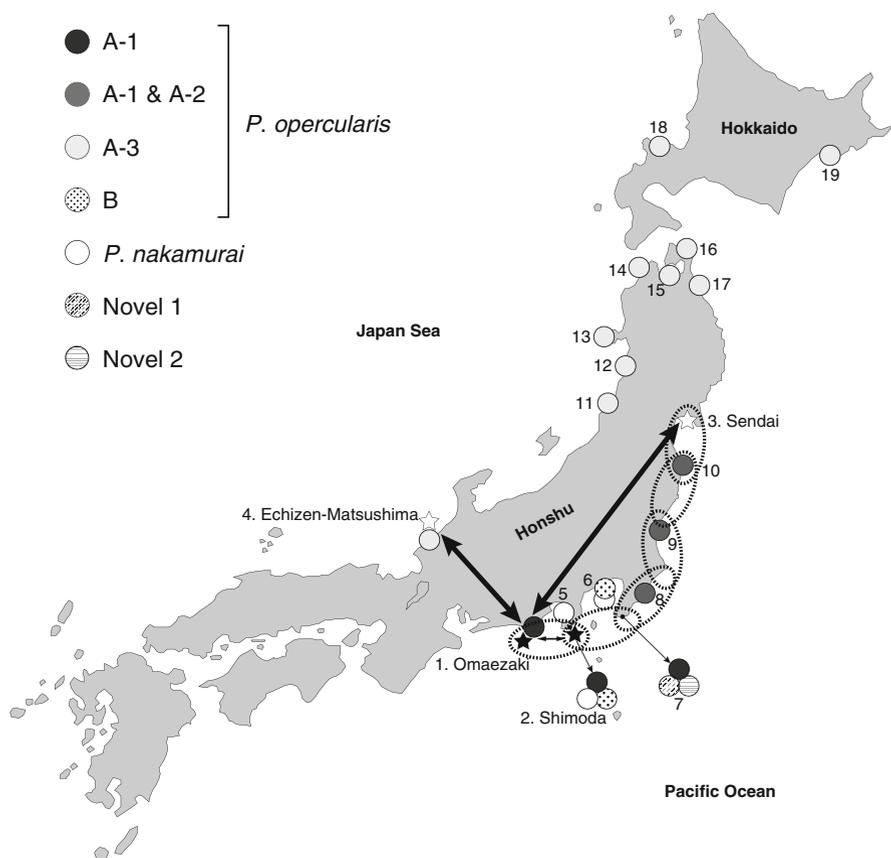 A-1
A-1 & A-2
A-3
B
P. opercularis
P. nakamurai
Novel 1
Novel 2
Hokkaido
18
19
16
14
15
17
Japan Sea
13
12
11
3. Sendai
10
4. Echizen-Matsushima
Honshu
9
5
6
8
1. Omaezaki
2. Shimoda
7
Pacific Ocean